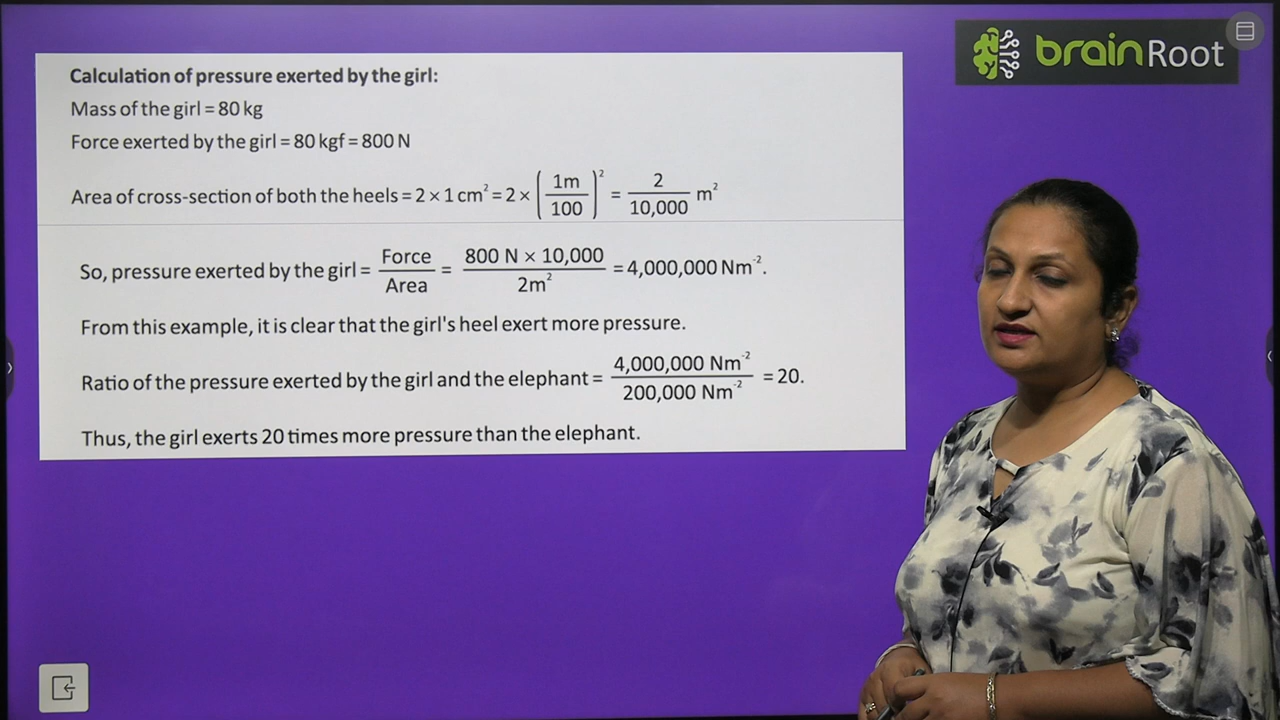 brainRoot
Calculation of pressure exerted by the girl:
Mass of the girl = 80 kg
Force exerted by the girl = 80 kgf = 800 N
Area of cross-section of both the heels = 2 × 1 cm² = 2 × (1m/100)² = 2/10,000 m²
So, pressure exerted by the girl = Force/Area = 800 N × 10,000/2m² = 4,000,000 Nm⁻².
From this example, it is clear that the girl's heel exert more pressure.
Ratio of the pressure exerted by the girl and the elephant = 4,000,000 Nm⁻²/200,000 Nm⁻² = 20.
Thus, the girl exerts 20 times more pressure than the elephant.